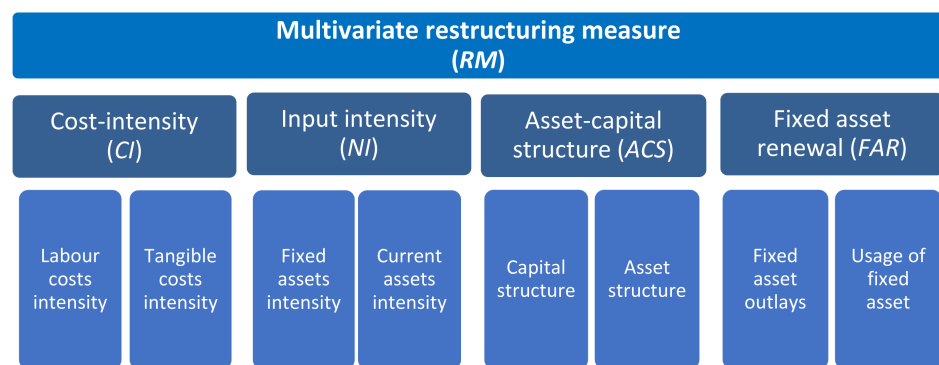 Multivariate restructuring measure
(RM)
Cost-intensity
(CI)
Input intensity
(NI)
Asset-capital
structure (ACS)
Fixed asset
renewal (FAR)
Labour
costs
intensity
Tangible
costs
intensity
Fixed
assets
intensity
Current
assets
intensity
Capital
structure
Asset
structure
Fixed
asset
outlays
Usage of
fixed
asset